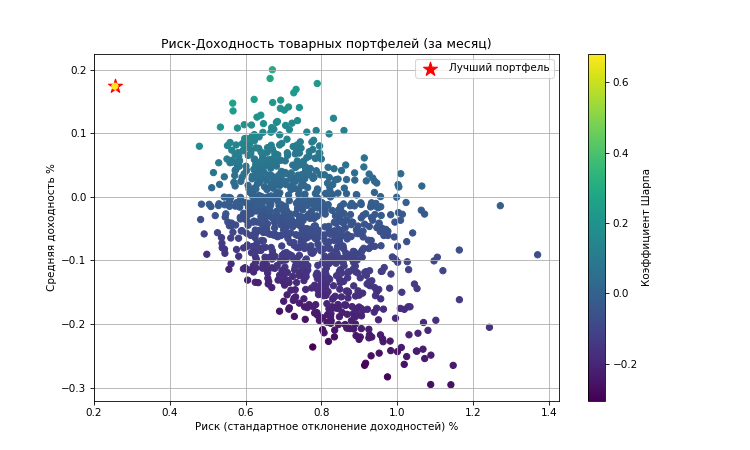 Риск-Доходность товарных портфелей (за месяц)
Лучший портфель
0.2
0.1
0.0
−0.1
−0.2
−0.3
Средняя доходность %
0.2 0.4 0.6 0.8 1.0 1.2 1.4
Риск (стандартное отклонение доходностей) %
0.6
0.4
0.2
0.0
−0.2
Коэффициент Шарпа